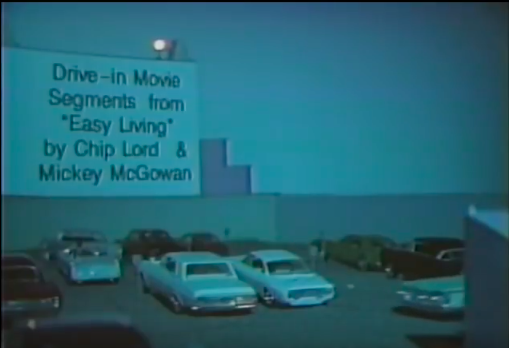 Drive-in Movie
Segments from
"Easy Living"
by Chip Lord &
Mickey McGowan